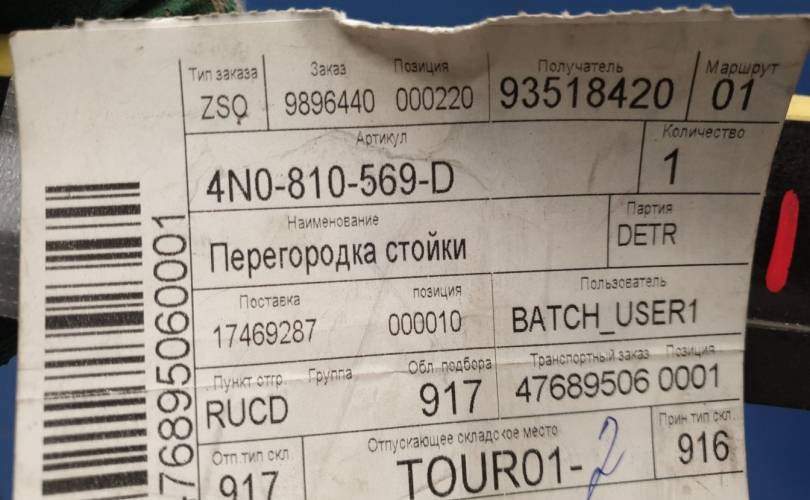 Тип заказа Заказ Позиция Получатель Маршрут
ZSQ 9896440 000220 93518420 01
Артикул Количество
4N0-810-569-D 1
Наименование Партия
Перегородка стойки DETR
Поставка позиция Пользователь
17469287 000010 BATCH_USER1
Пункт отгр. Группа Обл. подбора Транспортный заказ Позиция
RUCD 917 47689506 0001
Отп.тип скл. Отпускающее складское место Прин.тип скл.
917 TOUR01-2 916
476895060001